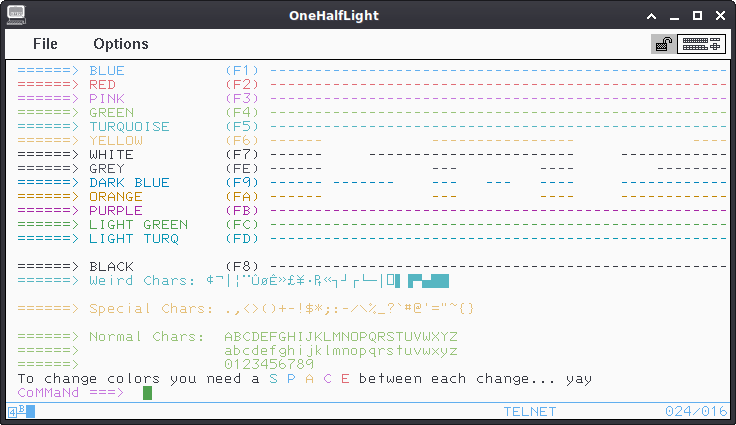 OneHalfLight
File Options
======> BLUE (F1) ----------------------------------------------------------
======> RED (F2) ----------------------------------------------------------
======> PINK (F3) ----------------------------------------------------------
======> GREEN (F4) ----------------------------------------------------------
======> TURQUOISE (F5) ----------------------------------------------------------
======> YELLOW (F6) ------- ------------------ ----
======> WHITE (F7) ------- ------------------ --------------
======> GREY (FE) ------- --- --- --------------
======> DARK BLUE (F9) ------- ----- --- --- --- --------------
======> ORANGE (FA) ------- --- --- --------------
======> PURPLE (FB) ----------------------------------------------------------
======> LIGHT GREEN (FC) ----------------------------------------------------------
======> LIGHT TURQ (FD) ----------------------------------------------------------
======> BLACK (F8) ----------------------------------------------------------
======> Weird Chars:
======> Special Chars: .,<>()+-!$*;:-/\%_?`#@'="~{}
======> Normal Chars: ABCDEFGHIJKLMNOPQRSTUVWXYZ
======> abcdefghijklmnopqrstuvwxyz
======> 0123456789
To change colors you need a S P A C E between each change... yay
CoMMaNd ===>
4B TELNET 024/016